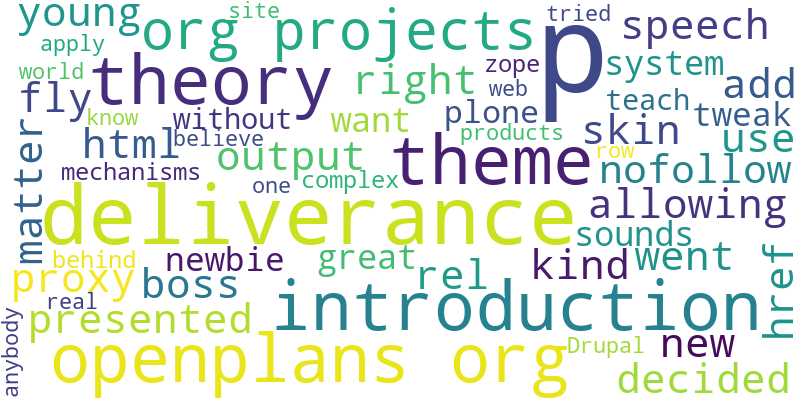 young site tried
org projects p speech
apply
theory zope system
world fly right web add
know without want plone teach tweak
html believe products skin use
matter output theme row nofollow
mechanisms one complex
deliverance allowing
sounds
behind newbie great kind went
proxy boss rel href
real introduction
presented
anybody openplans org Drupal new
decided